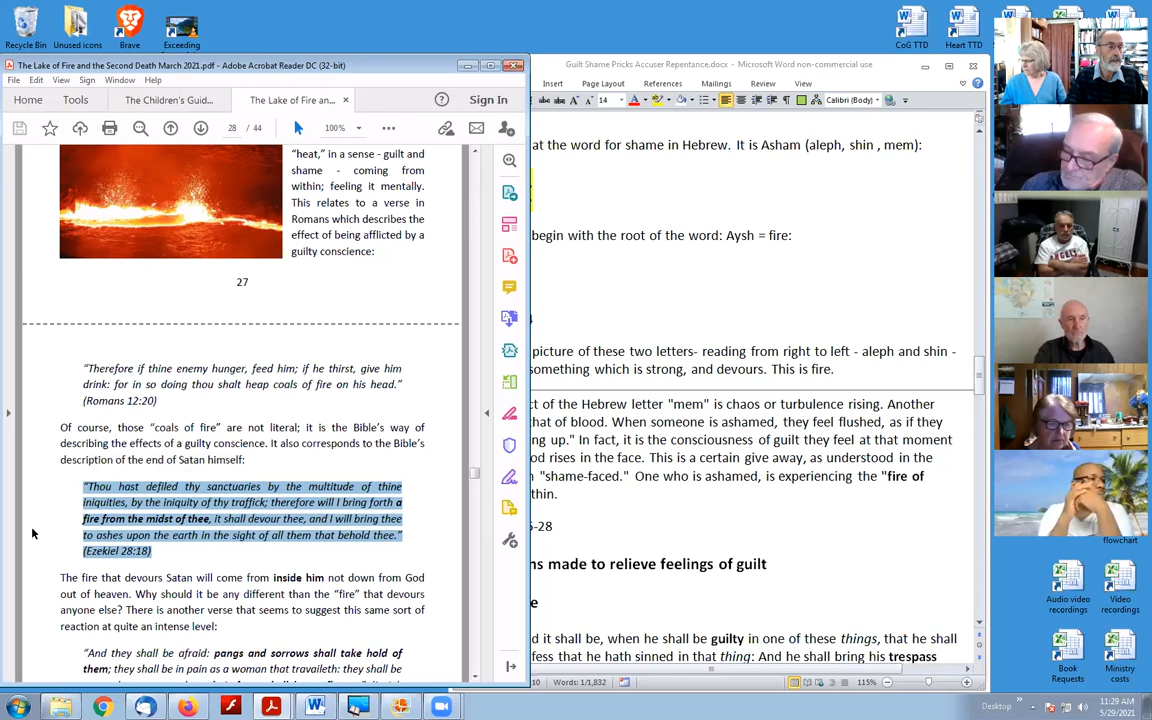 Recycle Bin
Unused icons
Brave
Exceeding
CoG TTD
Heart TTD
The Lake of Fire and the Second Death March 2021.pdf - Adobe Acrobat Reader DC (32-bit)
File Edit View Sign Window Help
Home Tools The Children's Guid... The Lake of Fire an... × Sign In
28 / 44 100%
"heat," in a sense - guilt and
shame - coming from
within; feeling it mentally.
This relates to a verse in
Romans which describes the
effect of being afflicted by a
guilty conscience:
27
"Therefore if thine enemy hunger, feed him; if he thirst, give him
drink: for in so doing thou shalt heap coals of fire on his head."
(Romans 12:20)
Of course, those "coals of fire" are not literal; it is the Bible's way of
describing the effects of a guilty conscience. It also corresponds to the Bible's
description of the end of Satan himself:
"Thou hast defiled thy sanctuaries by the multitude of thine
iniquities, by the iniquity of thy traffick; therefore will I bring forth a
fire from the midst of thee, it shall devour thee, and I will bring thee
to ashes upon the earth in the sight of all them that behold thee."
(Ezekiel 28:18)
The fire that devours Satan will come from inside him not down from God
out of heaven. Why should it be any different than the "fire" that devours
anyone else? There is another verse that seems to suggest this same sort of
reaction at quite an intense level:
"And they shall be afraid: pangs and sorrows shall take hold of
them; they shall be in pain as a woman that travaileth: they shall be
Guilt Shame Pricks Accuser Repentance.docx - Microsoft Word non-commercial use
Insert Page Layout References Mailings Review View
14 Calibri (Body)
at the word for shame in Hebrew. It is Asham (aleph, shin , mem):
begin with the root of the word: Aysh = fire:
picture of these two letters- reading from right to left - aleph and shin -
something which is strong, and devours. This is fire.
ct of the Hebrew letter "mem" is chaos or turbulence rising. Another
hat of blood. When someone is ashamed, they feel flushed, as if they
ng up." In fact, it is the consciousness of guilt they feel at that moment
od rises in the face. This is a certain give away, as understood in the
n "shame-faced." One who is ashamed, is experiencing the "fire of
thin.
-28
ns made to relieve feelings of guilt
e
d it shall be, when he shall be guilty in one of these things, that he shall
fess that he hath sinned in that thing: And he shall bring his trespass
10 Words: 1/1,832 115%
flowchart
Audio video
recordings
Video
recordings
Book
Requests
Ministry
costs
Desktop
11:29 AM
5/29/2021